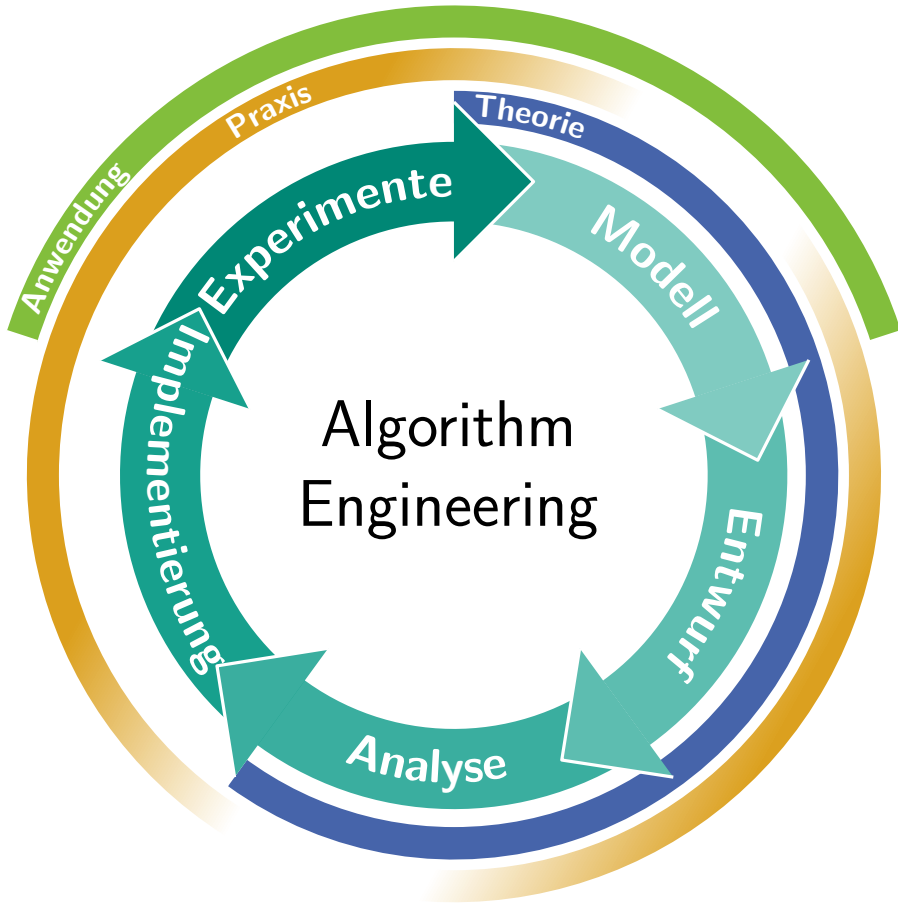 Anwendung
Praxis
Theorie
Experimente
Modell
Entwurf
Analyse
Implementierung
Algorithm
Engineering